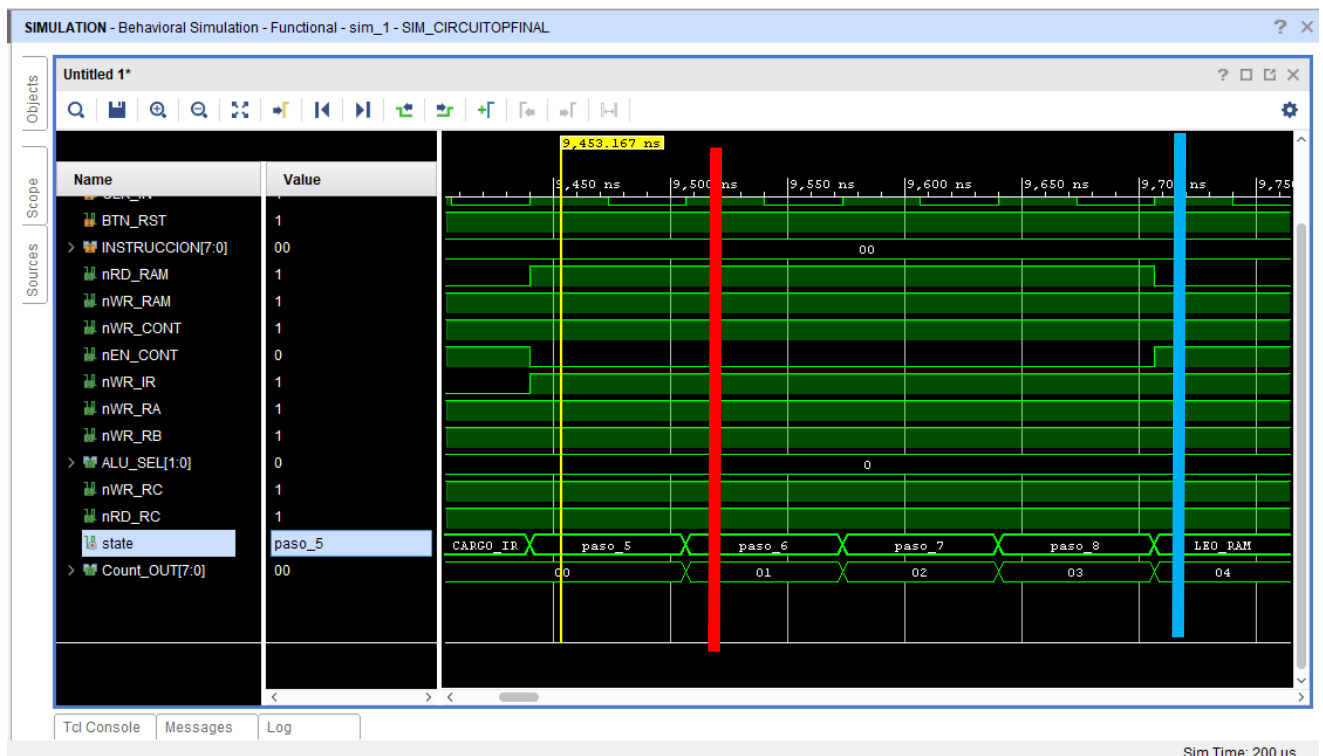 SIMULATION - Behavioral Simulation - Functional - sim_1 - SIM_CIRCUITOPFINAL
? ×
Objects
Scope
Sources
Untitled 1*
9,453.167 ns
Name
Value
9,450 ns
9,500 ns
9,550 ns
9,600 ns
9,650 ns
9,70 ns
9,75
BTN_RST
1
INSTRUCCION[7:0]
00
00
nRD_RAM
1
nWR_RAM
1
nWR_CONT
1
nEN_CONT
0
nWR_IR
1
nWR_RA
1
nWR_RB
1
ALU_SEL[1:0]
0
0
nWR_RC
1
nRD_RC
1
state
paso_5
CARGO_IR
paso_5
paso_6
paso_7
paso_8
LEO_RAM
Count_OUT[7:0]
00
00
01
02
03
04
Tcl Console
Messages
Log
Sim Time: 200 us